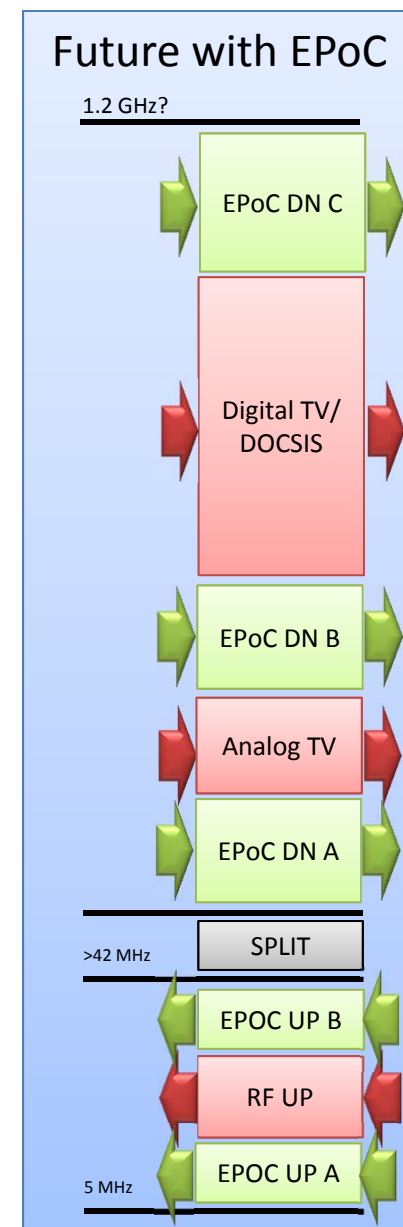 Future with EPoC
1.2 GHz?
EPoC DN C
Digital TV/
DOCSIS
EPoC DN B
Analog TV
EPoC DN A
SPLIT
>42 MHz
EPOC UP B
RF UP
EPOC UP A
5 MHz